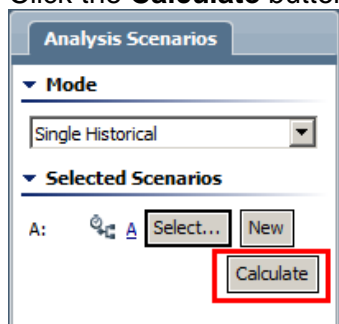 Click the Calculate button
Analysis Scenarios
Mode
Single Historical
Selected Scenarios
A: A Select... New
Calculate